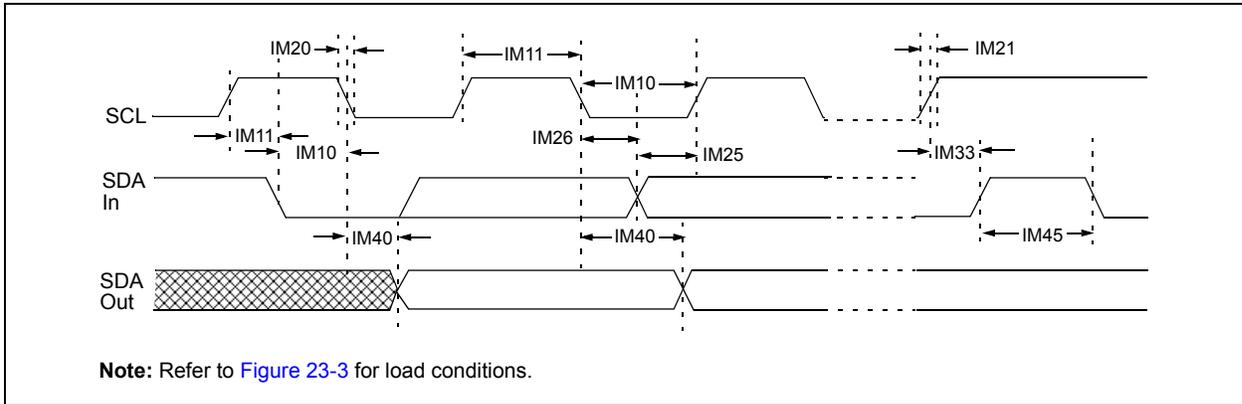 IM20
IM11
IM21
IM10
SCL
IM11
IM26
IM10
IM25
IM33
SDA
In
IM40
IM40
IM45
SDA
Out
Note: Refer to Figure 23-3 for load conditions.